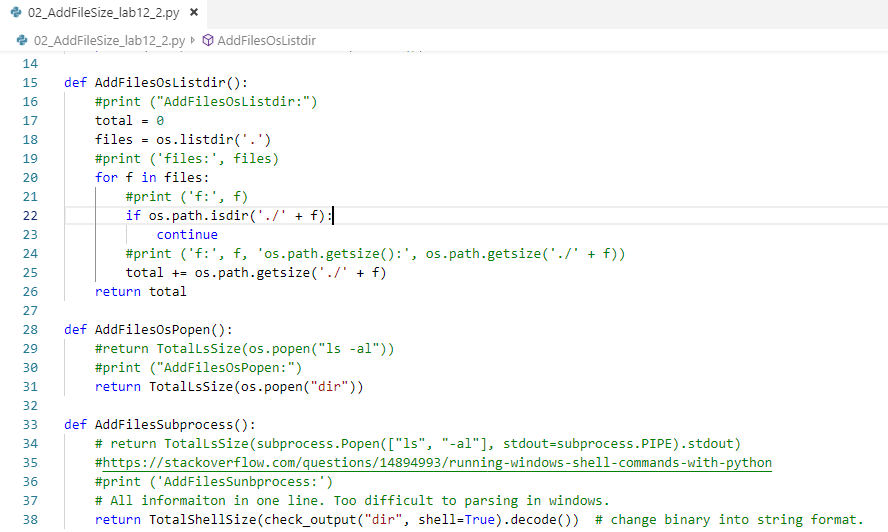 02_AddFileSize_lab12_2.py ×
02_AddFileSize_lab12_2.py › AddFilesOsListdir
14
15 def AddFilesOsListdir():
16 #print ("AddFilesOsListdir:")
17 total = 0
18 files = os.listdir('.')
19 #print ('files:', files)
20 for f in files:
21 #print ('f:', f)
22 if os.path.isdir('./' + f):
23 continue
24 #print ('f:', f, 'os.path.getsize():', os.path.getsize('./' + f))
25 total += os.path.getsize('./' + f)
26 return total
27
28 def AddFilesOsPopen():
29 #return TotalLsSize(os.popen("ls -al"))
30 #print ("AddFilesOsPopen:")
31 return TotalLsSize(os.popen("dir"))
32
33 def AddFilesSubprocess():
34 # return TotalLsSize(subprocess.Popen(["ls", "-al"], stdout=subprocess.PIPE).stdout)
35 #https://stackoverflow.com/questions/14894993/running-windows-shell-commands-with-python
36 #print ('AddFilesSunbprocess:')
37 # All informaiton in one line. Too difficult to parsing in windows.
38 return TotalShellSize(check_output("dir", shell=True).decode()) # change binary into string format.